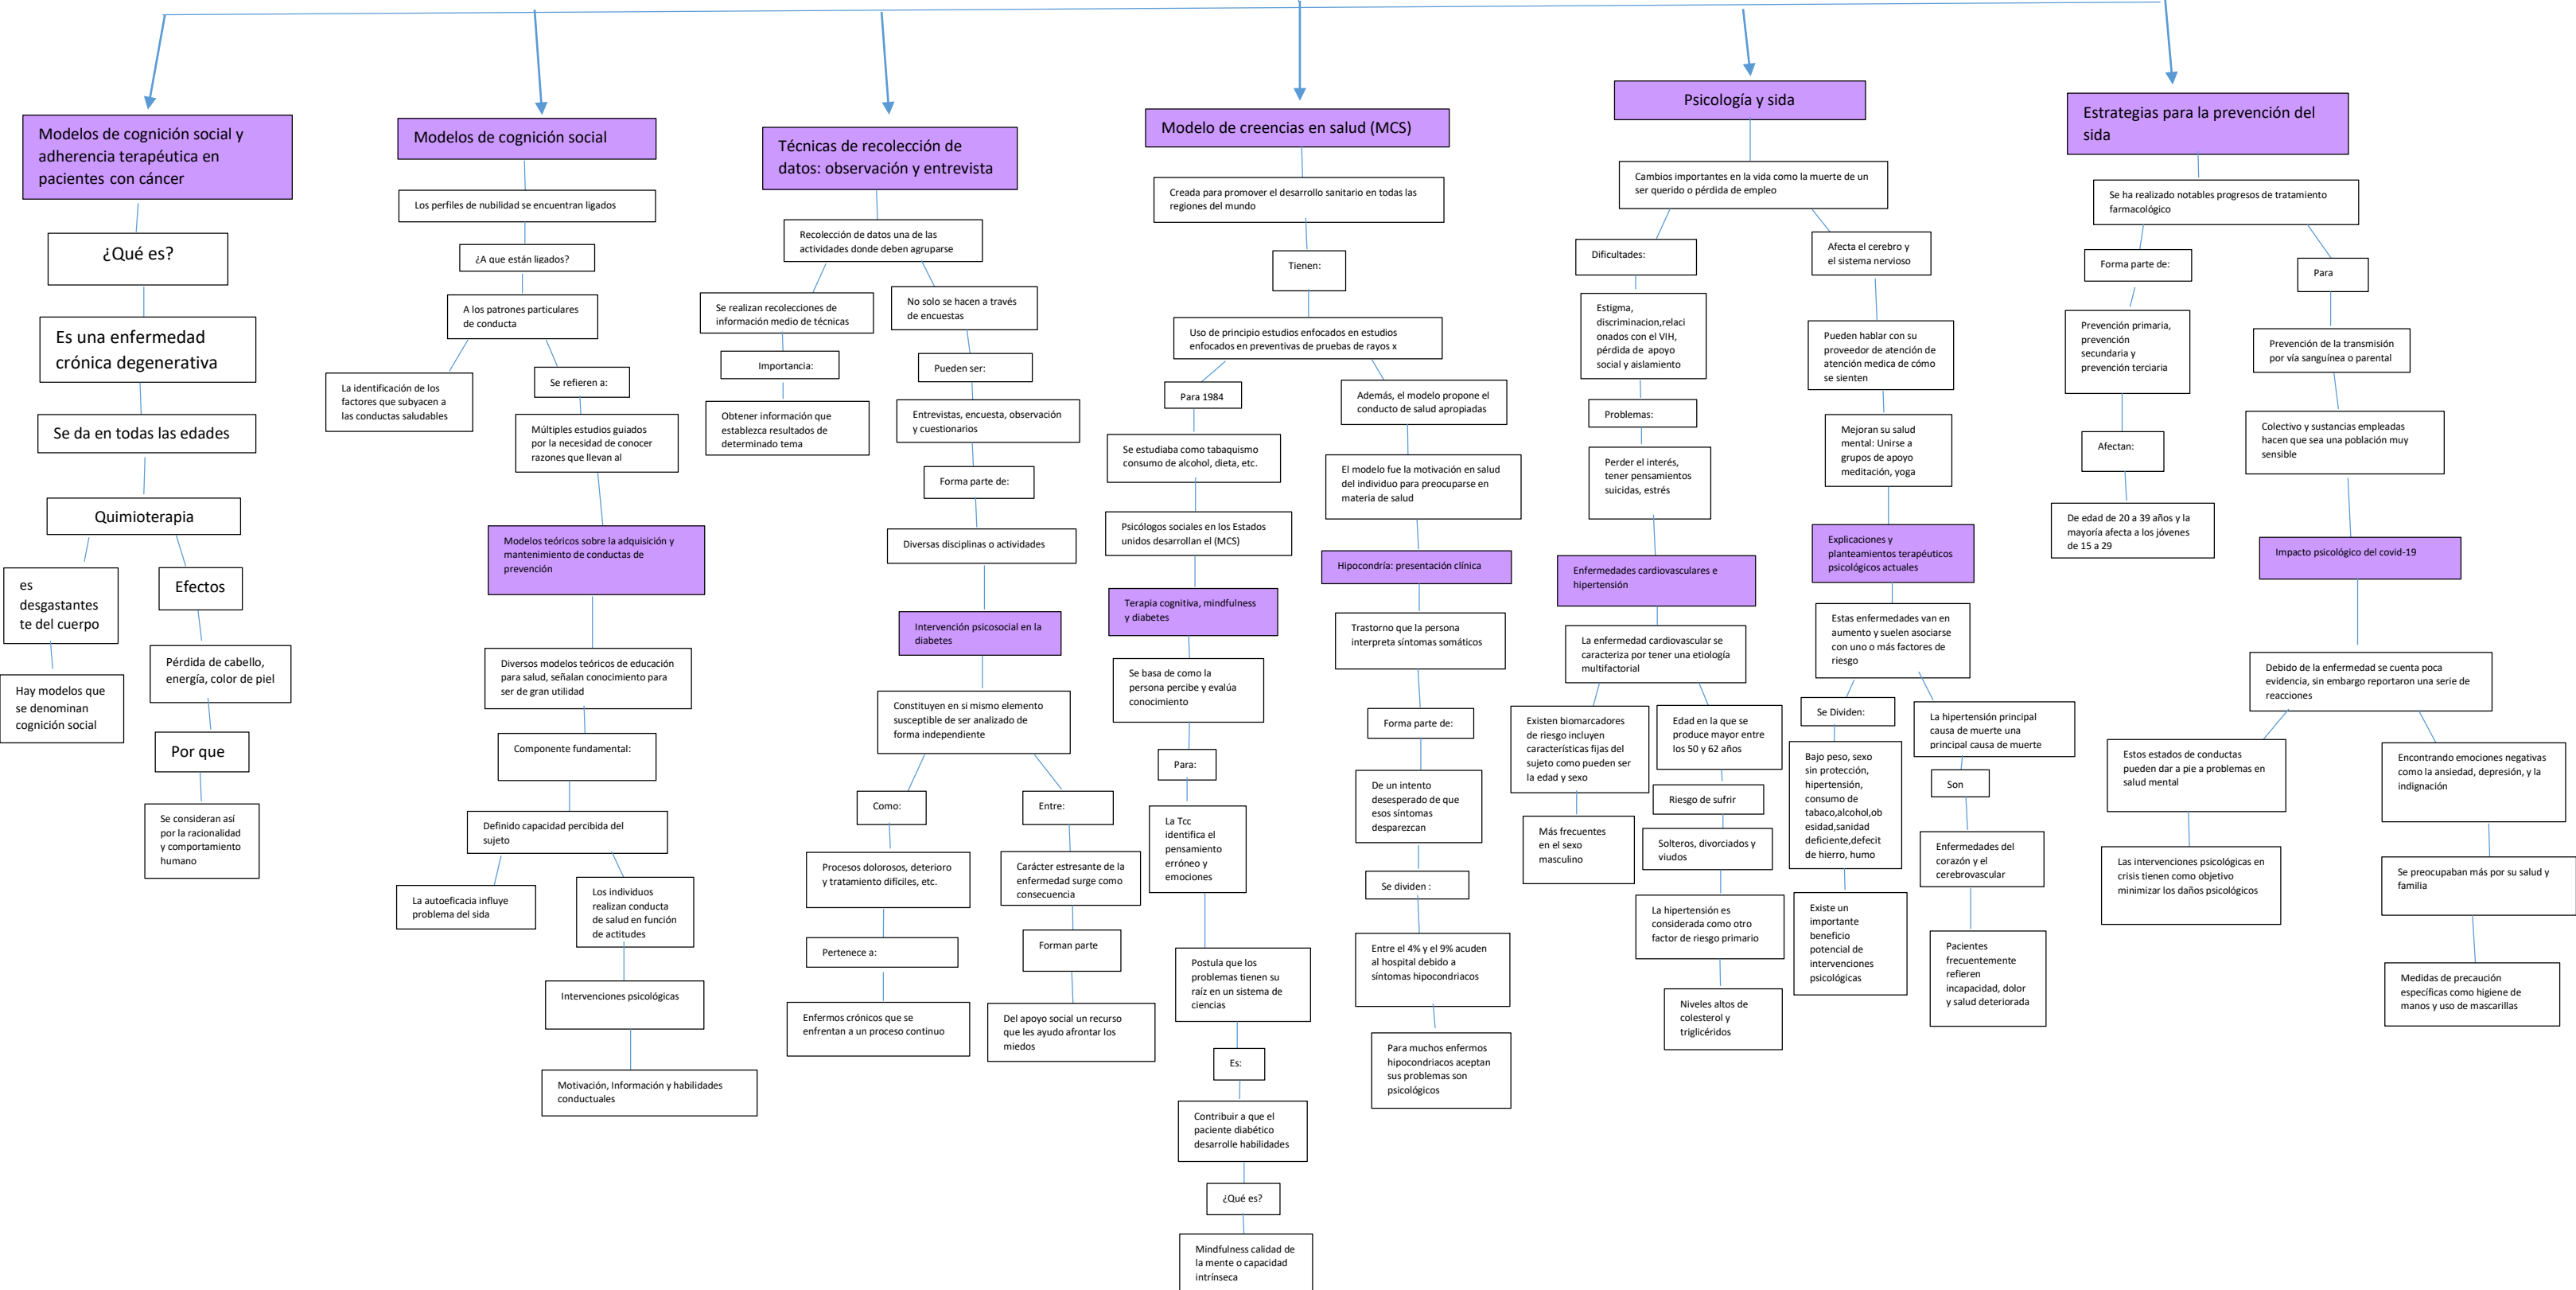 Modelos de cognición social y
adherencia terapéutica en
pacientes con cáncer
¿Qué es?
Es una enfermedad
crónica degenerativa
Se da en todas las edades
Quimioterapia
es
desgastantes
te del cuerpo
Hay modelos que
se denominan
cognición social
Efectos
Pérdida de cabello,
energía, color de piel
Por que
Se consideran así
por la racionalidad
y comportamiento
humano
Modelos de cognición social
Los perfiles de nubilidad se encuentran ligados
¿A que están ligados?
A los patrones particulares
de conducta
La identificación de los
factores que subyacen a
las conductas saludables
Se refieren a:
Múltiples estudios guiados
por la necesidad de conocer
razones que llevan al
Modelos teóricos sobre la adquisición y
mantenimiento de conductas de
prevención
Diversos modelos teóricos de educación
para salud, señalan conocimiento para
ser de gran utilidad
Componente fundamental:
Definido capacidad percibida del
sujeto
La autoeficacia influye
problema del sida
Los individuos
realizan conducta
de salud en función
de actitudes
Intervenciones psicológicas
Motivación, Información y habilidades
conductuales
Técnicas de recolección de
datos: observación y entrevista
Recolección de datos una de las
actividades donde deben agruparse
Se realizan recolecciones de
información medio de técnicas
Importancia:
Obtener información que
establezca resultados de
determinado tema
No solo se hacen a través
de encuestas
Pueden ser:
Entrevistas, encuesta, observación
y cuestionarios
Forma parte de:
Diversas disciplinas o actividades
Intervención psicosocial en la
diabetes
Constituyen en si mismo elemento
susceptible de ser analizado de
forma independiente
Como:
Procesos dolorosos, deterioro
y tratamiento difíciles, etc.
Pertenece a:
Enfermos crónicos que se
enfrentan a un proceso continuo
Entre:
Carácter estresante de la
enfermedad surge como
consecuencia
Forman parte
Del apoyo social un recurso
que les ayudo afrontar los
miedos
Modelo de creencias en salud (MCS)
Creada para promover el desarrollo sanitario en todas las
regiones del mundo
Tienen:
Uso de principio estudios enfocados en estudios
enfocados en preventivas de pruebas de rayos x
Para 1984
Se estudiaba como tabaquismo
consumo de alcohol, dieta, etc.
Psicólogos sociales en los Estados
unidos desarrollan el (MCS)
Terapia cognitiva, mindfulness
y diabetes
Se basa de como la
persona percibe y evalúa
conocimiento
Para:
La Tcc
identifica el
pensamiento
erróneo y
emociones
Postula que los
problemas tienen su
raíz en un sistema de
ciencias
Es:
Contribuir a que el
paciente diabético
desarrolle habilidades
¿Qué es?
Mindfulness calidad de
la mente o capacidad
intrínseca
Además, el modelo propone el
conducto de salud apropiadas
El modelo fue la motivación en salud
del individuo para preocuparse en
materia de salud
Hipocondría: presentación clínica
Trastorno que la persona
interpreta síntomas somáticos
Forma parte de:
De un intento
desesperado de que
esos síntomas
desparezcan
Se dividen :
Entre el 4% y el 9% acuden
al hospital debido a
síntomas hipocondriacos
Para muchos enfermos
hipocondriacos aceptan
sus problemas son
psicológicos
Psicología y sida
Cambios importantes en la vida como la muerte de un
ser querido o pérdida de empleo
Dificultades:
Estigma,
discriminacion,relaci
onados con el VIH,
pérdida de apoyo
social y aislamiento
Problemas:
Perder el interés,
tener pensamientos
suicidas, estrés
Enfermedades cardiovasculares e
hipertensión
La enfermedad cardiovascular se
caracteriza por tener una etiología
multifactorial
Existen biomarcadores
de riesgo incluyen
características fijas del
sujeto como pueden ser
la edad y sexo
Más frecuentes
en el sexo
masculino
Edad en la que se
produce mayor entre
los 50 y 62 años
Riesgo de sufrir
Solteros, divorciados y
viudos
La hipertensión es
considerada como otro
factor de riesgo primario
Niveles altos de
colesterol y
triglicéridos
Afecta el cerebro y
el sistema nervioso
Pueden hablar con su
proveedor de atención de
atención medica de cómo
se sienten
Mejoran su salud
mental: Unirse a
grupos de apoyo
meditación, yoga
Explicaciones y
planteamientos terapéuticos
psicológicos actuales
Estas enfermedades van en
aumento y suelen asociarse
con uno o más factores de
riesgo
Se Dividen:
Bajo peso, sexo
sin protección,
hipertensión,
consumo de
tabaco,alcohol,ob
esidad,sanidad
deficiente,defecit
de hierro, humo
Existe un
importante
beneficio
potencial de
intervenciones
psicológicas
La hipertensión principal
causa de muerte una
principal causa de muerte
Son
Enfermedades del
corazón y el
cerebrovascular
Pacientes
frecuentemente
refieren
incapacidad, dolor
y salud deteriorada
Estrategias para la prevención del
sida
Se ha realizado notables progresos de tratamiento
farmacológico
Forma parte de:
Prevención primaria,
prevención
secundaria y
prevención terciaria
Afectan:
De edad de 20 a 39 años y la
mayoría afecta a los jóvenes
de 15 a 29
Para
Prevención de la transmisión
por vía sanguínea o parental
Colectivo y sustancias empleadas
hacen que sea una población muy
sensible
Impacto psicológico del covid-19
Debido de la enfermedad se cuenta poca
evidencia, sin embargo reportaron una serie de
reacciones
Estos estados de conductas
pueden dar a pie a problemas en
salud mental
Las intervenciones psicológicas en
crisis tienen como objetivo
minimizar los daños psicológicos
Encontrando emociones negativas
como la ansiedad, depresión, y la
indignación
Se preocupaban más por su salud y
familia
Medidas de precaución
específicas como higiene de
manos y uso de mascarillas